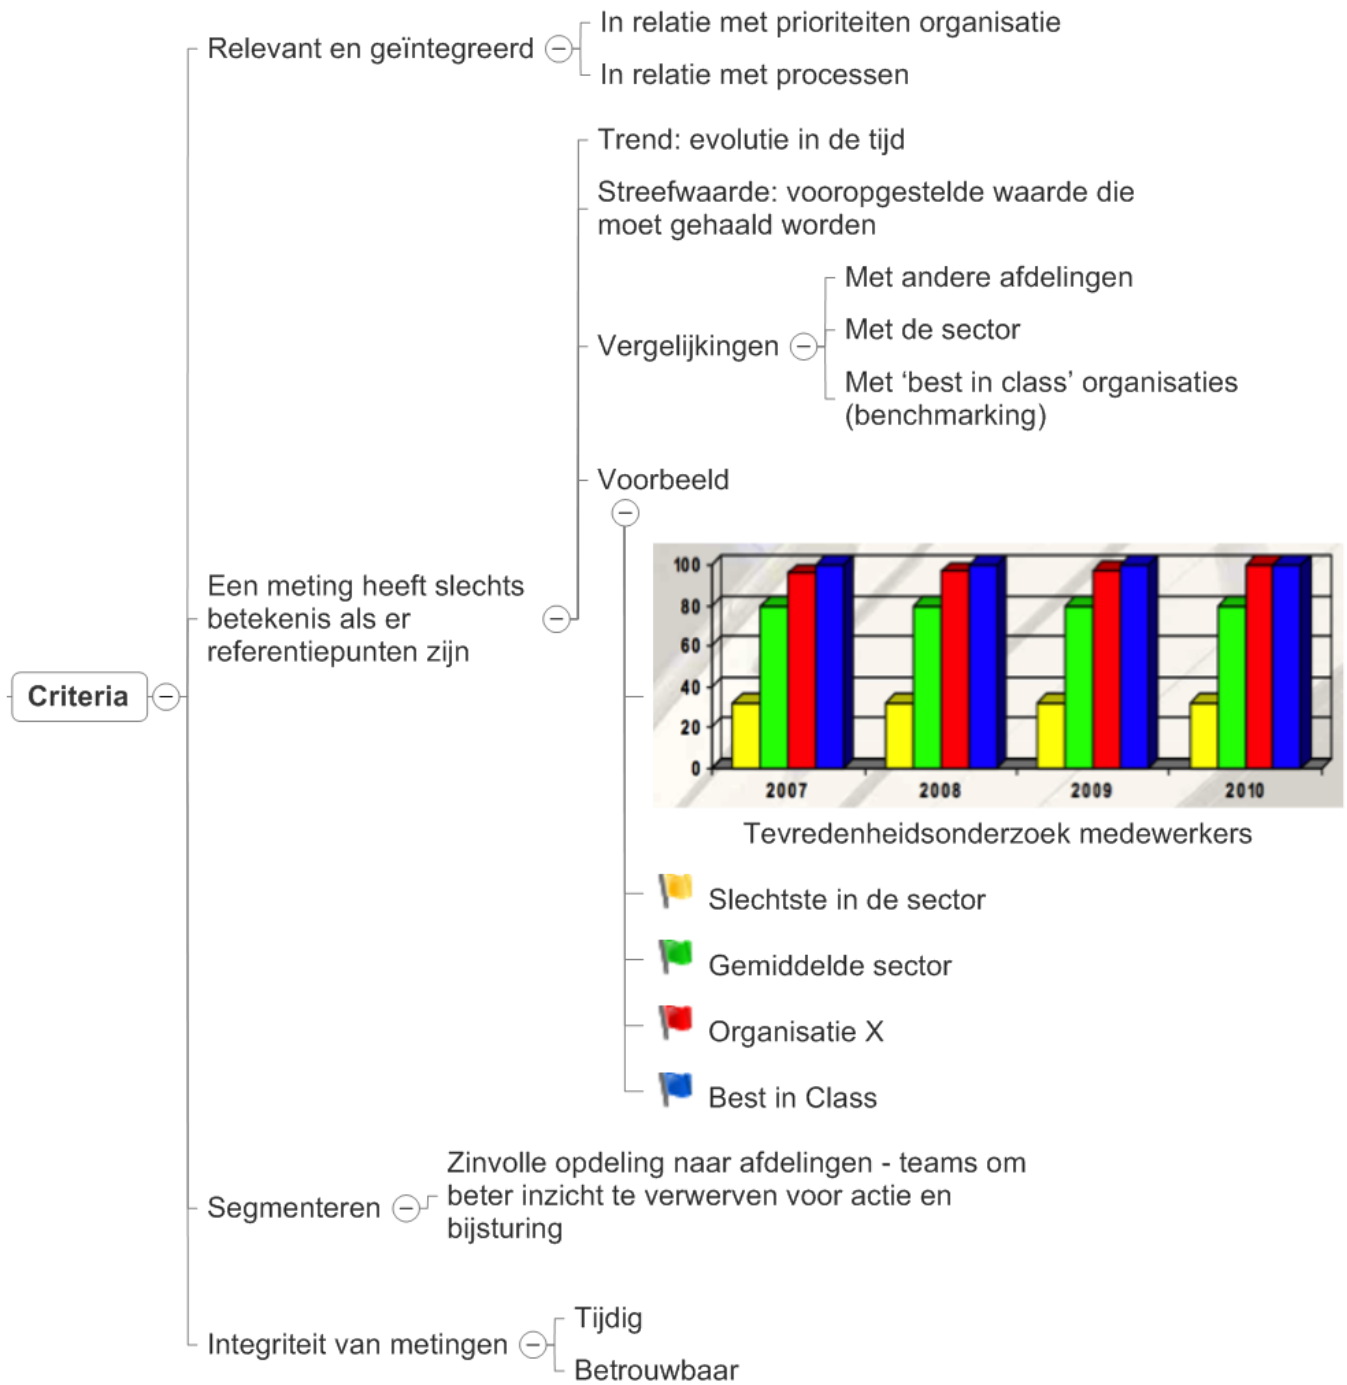 Relevant en geïntegreerd
In relatie met prioriteiten organisatie
In relatie met processen
Trend: evolutie in de tijd
Streefwaarde: vooropgestelde waarde die
moet gehaald worden
Vergelijkingen
Met andere afdelingen
Met de sector
Met ‘best in class’ organisaties
(benchmarking)
Voorbeeld
Een meting heeft slechts
betekenis als er
referentiepunten zijn
Criteria
100
80
60
40
20
0
2007 2008 2009 2010
Tevredenheidsonderzoek medewerkers
Slechtste in de sector
Gemiddelde sector
Organisatie X
Best in Class
Segmenteren
Zinvolle opdeling naar afdelingen - teams om
beter inzicht te verwerven voor actie en
bijsturing
Integriteit van metingen
Tijdig
Betrouwbaar